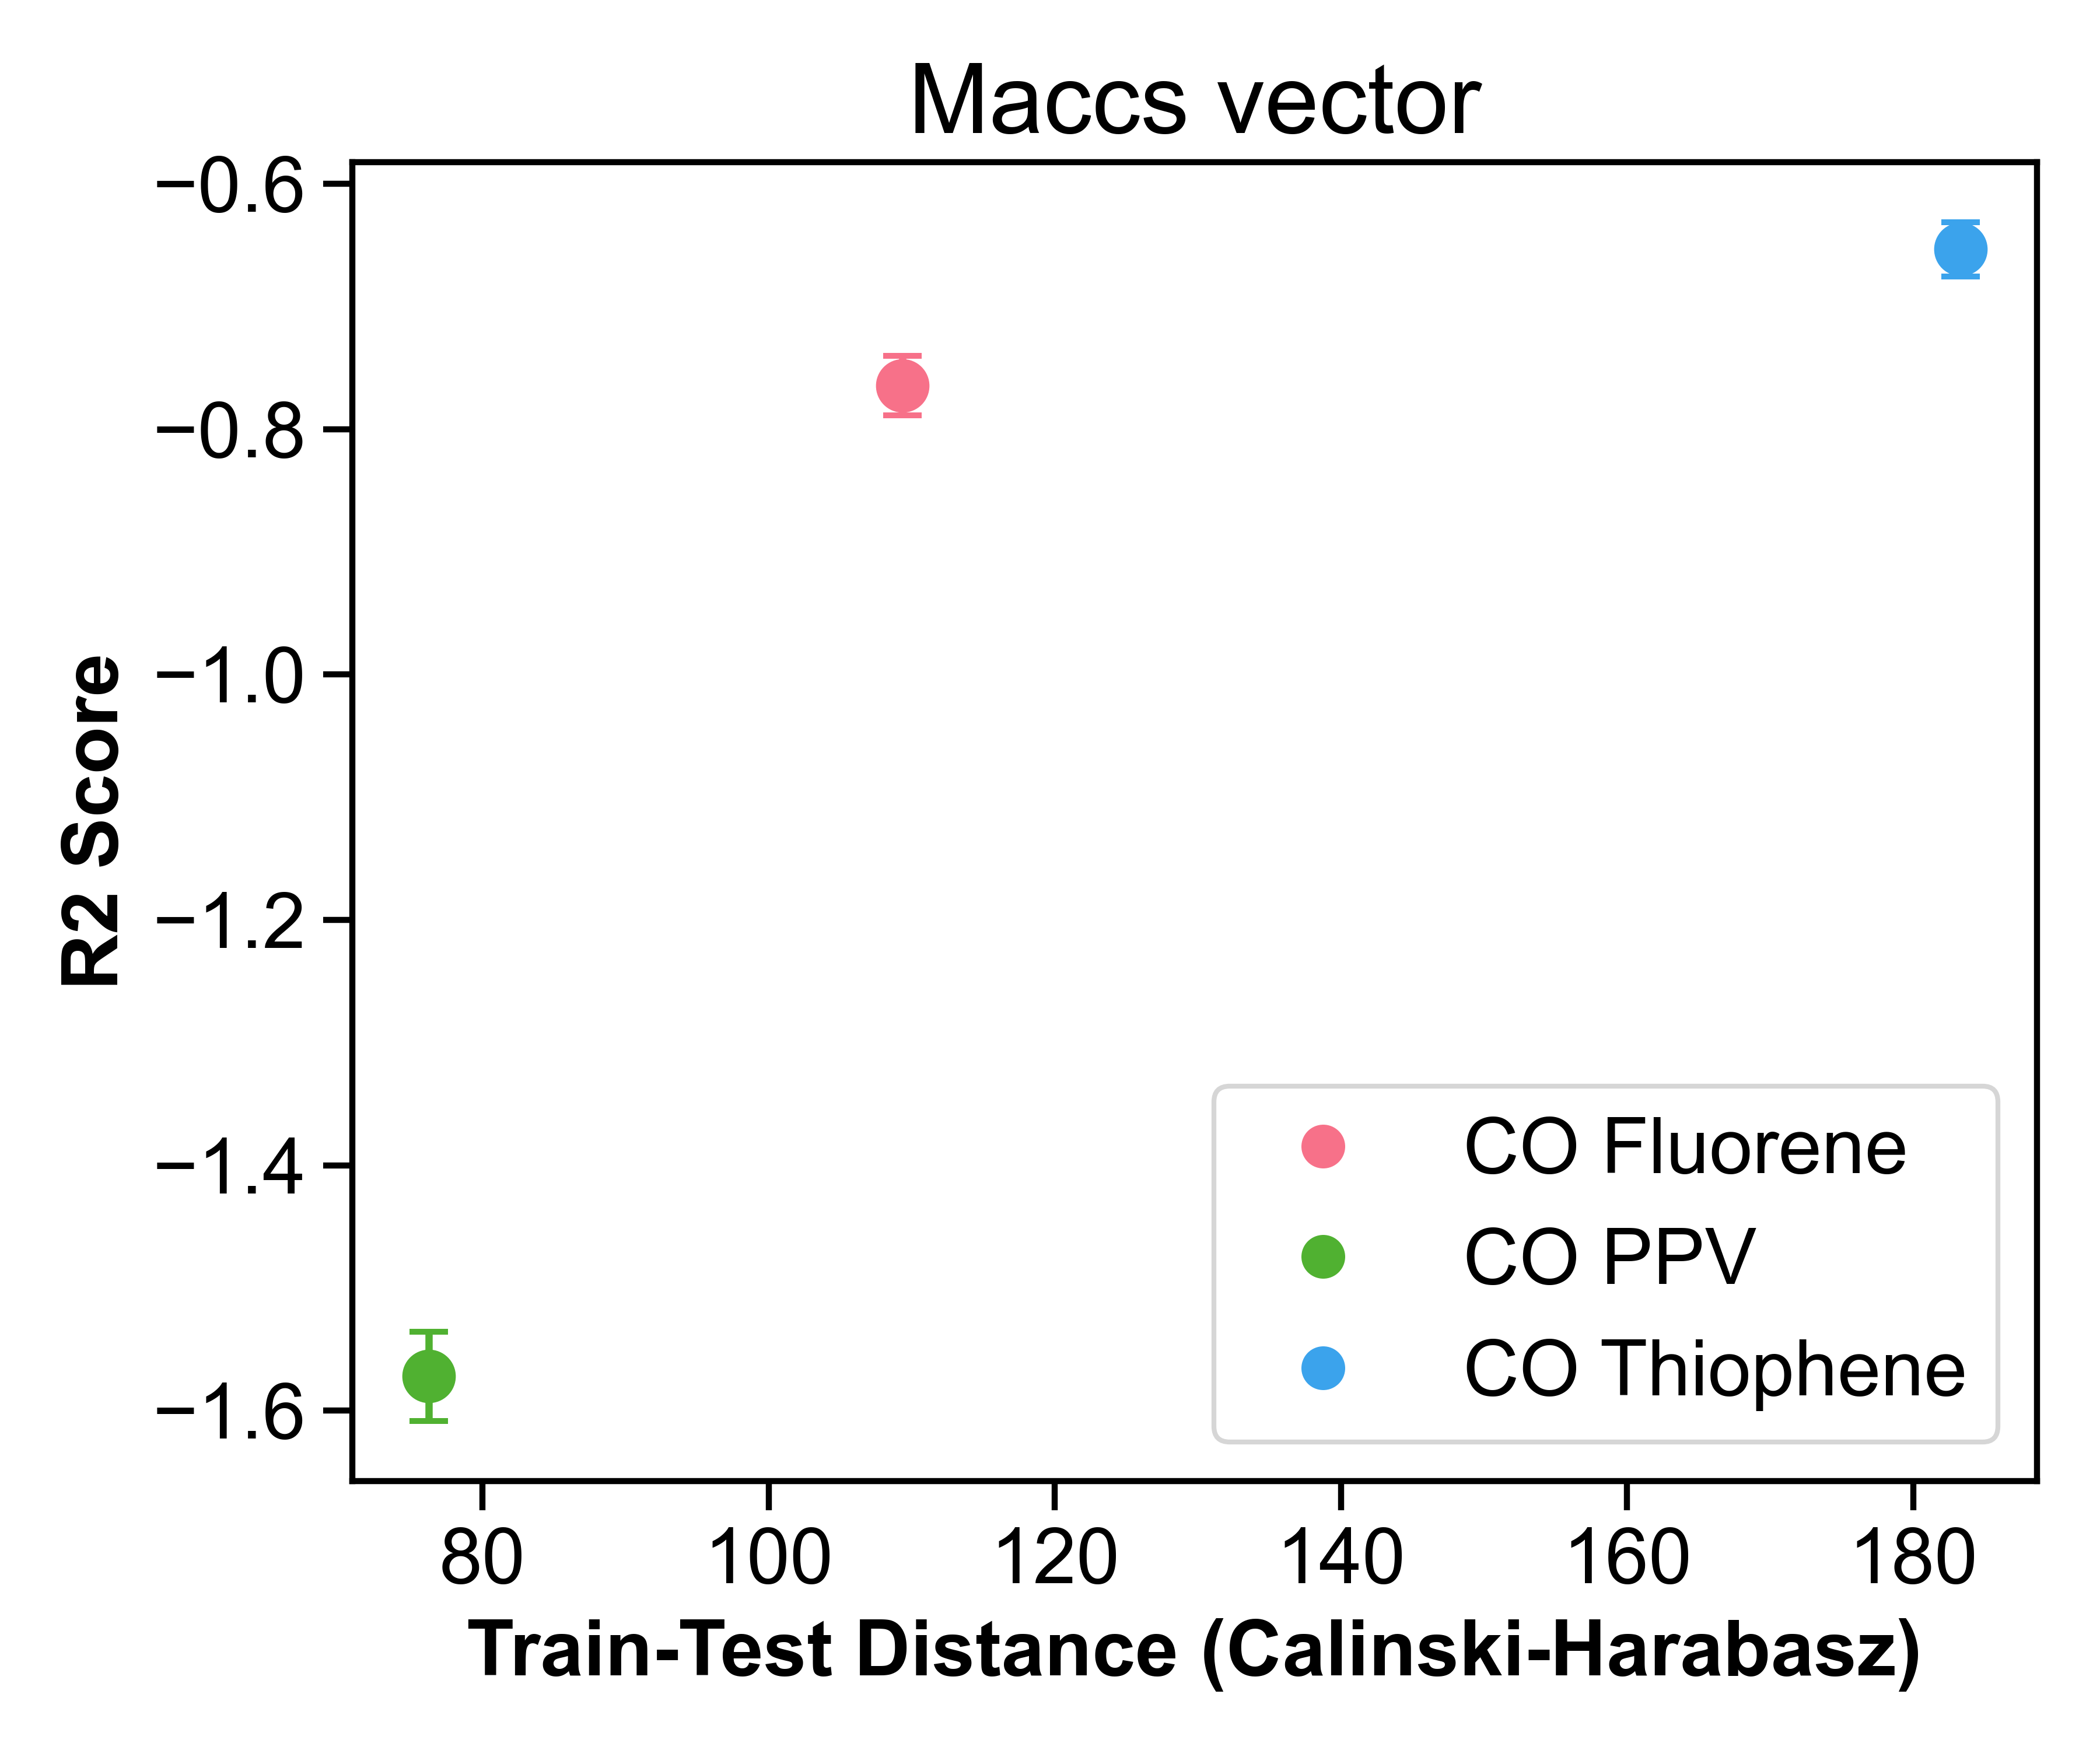 Maccs vector
−0.6
−0.8
−1.0
−1.2
−1.4
−1.6
R2 Score
CO Fluorene
CO PPV
CO Thiophene
80 100 120 140 160 180
Train-Test Distance (Calinski-Harabasz)